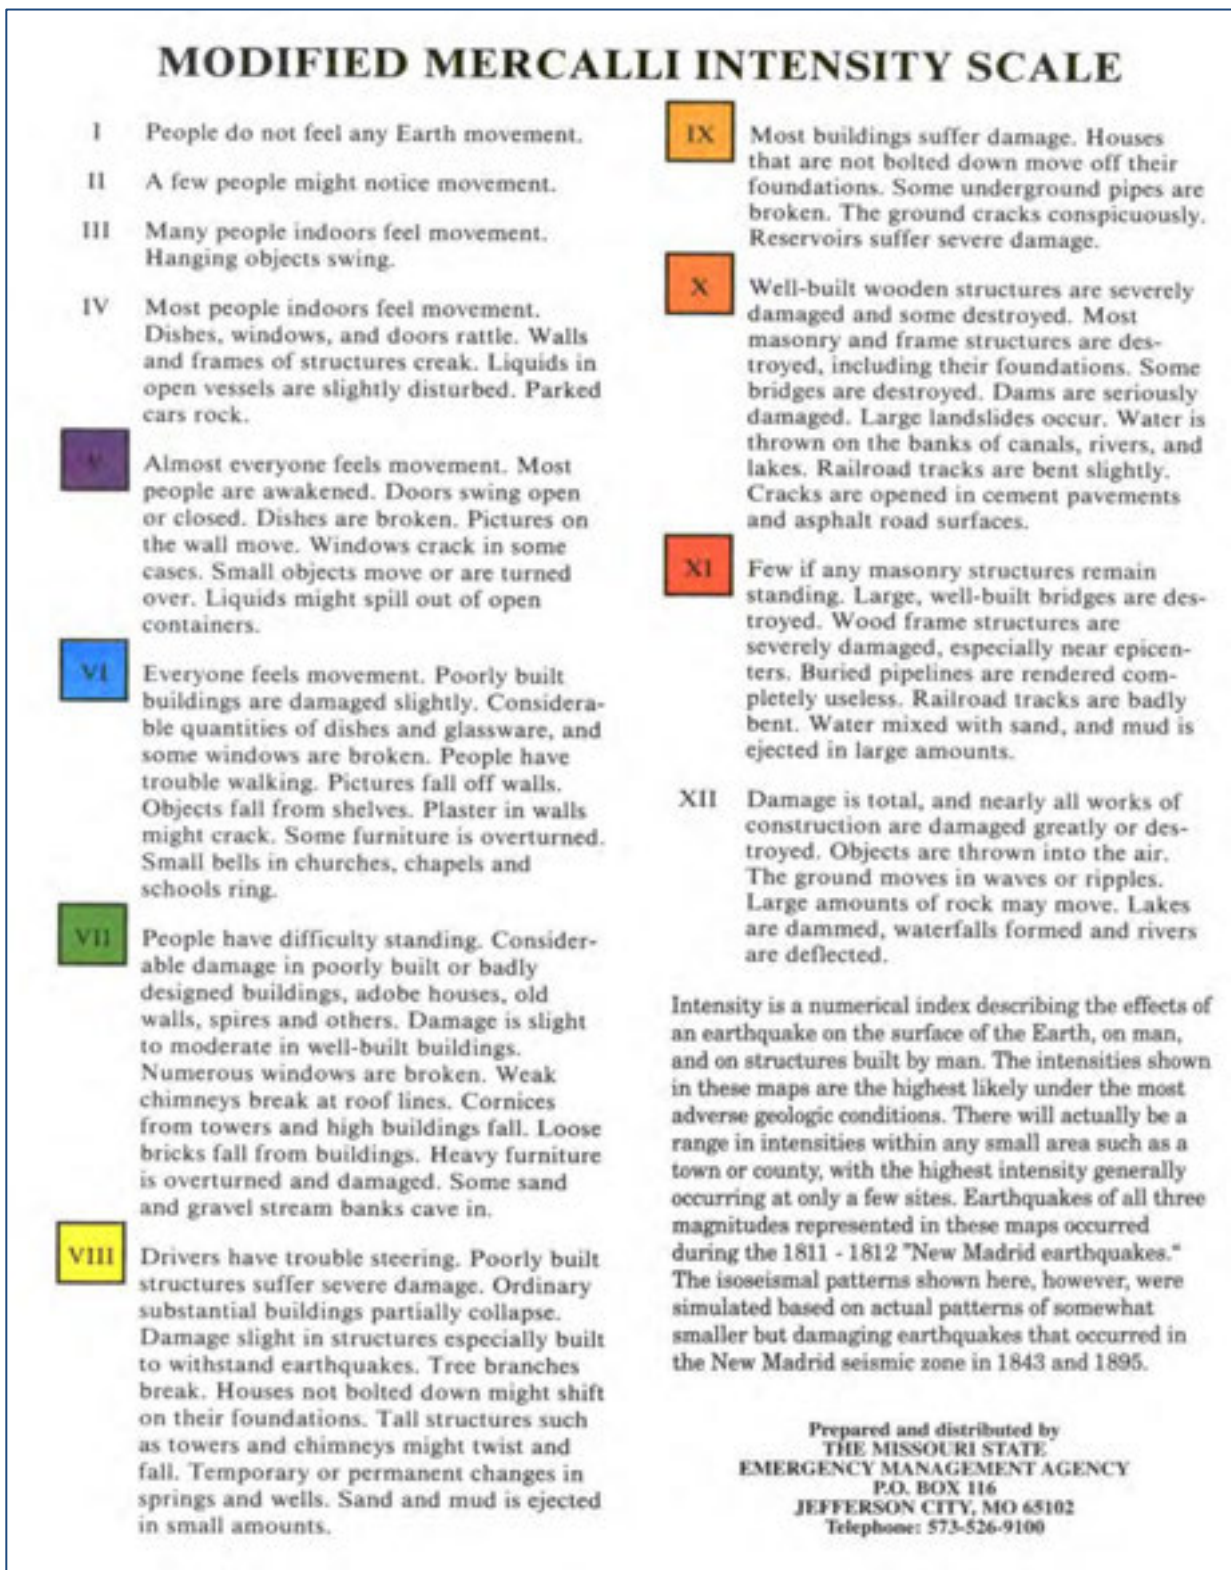 MODIFIED MERCALLI INTENSITY SCALE
I People do not feel any Earth movement.
II A few people might notice movement.
III Many people indoors feel movement.
Hanging objects swing.
IV Most people indoors feel movement.
Dishes, windows, and doors rattle. Walls
and frames of structures creak. Liquids in
open vessels are slightly disturbed. Parked
cars rock.
V Almost everyone feels movement. Most
people are awakened. Doors swing open
or closed. Dishes are broken. Pictures on
the wall move. Windows crack in some
cases. Small objects move or are turned
over. Liquids might spill out of open
containers.
VI Everyone feels movement. Poorly built
buildings are damaged slightly. Considera-
ble quantities of dishes and glassware, and
some windows are broken. People have
trouble walking. Pictures fall off walls.
Objects fall from shelves. Plaster in walls
might crack. Some furniture is overturned.
Small bells in churches, chapels and
schools ring.
VII People have difficulty standing. Consider-
able damage in poorly built or badly
designed buildings, adobe houses, old
walls, spires and others. Damage is slight
to moderate in well-built buildings.
Numerous windows are broken. Weak
chimneys break at roof lines. Cornices
from towers and high buildings fall. Loose
bricks fall from buildings. Heavy furniture
is overturned and damaged. Some sand
and gravel stream banks cave in.
VIII Drivers have trouble steering. Poorly built
structures suffer severe damage. Ordinary
substantial buildings partially collapse.
Damage slight in structures especially built
to withstand earthquakes. Tree branches
break. Houses not bolted down might shift
on their foundations. Tall structures such
as towers and chimneys might twist and
fall. Temporary or permanent changes in
springs and wells. Sand and mud is ejected
in small amounts.
IX Most buildings suffer damage. Houses
that are not bolted down move off their
foundations. Some underground pipes are
broken. The ground cracks conspicuously.
Reservoirs suffer severe damage.
X Well-built wooden structures are severely
damaged and some destroyed. Most
masonry and frame structures are des-
troyed, including their foundations. Some
bridges are destroyed. Dams are seriously
damaged. Large landslides occur. Water is
thrown on the banks of canals, rivers, and
lakes. Railroad tracks are bent slightly.
Cracks are opened in cement pavements
and asphalt road surfaces.
XI Few if any masonry structures remain
standing. Large, well-built bridges are des-
troyed. Wood frame structures are
severely damaged, especially near epicen-
ters. Buried pipelines are rendered com-
pletely useless. Railroad tracks are badly
bent. Water mixed with sand, and mud is
ejected in large amounts.
XII Damage is total, and nearly all works of
construction are damaged greatly or des-
troyed. Objects are thrown into the air.
The ground moves in waves or ripples.
Large amounts of rock may move. Lakes
are dammed, waterfalls formed and rivers
are deflected.
Intensity is a numerical index describing the effects of
an earthquake on the surface of the Earth, on man,
and on structures built by man. The intensities shown
in these maps are the highest likely under the most
adverse geologic conditions. There will actually be a
range in intensities within any small area such as a
town or county, with the highest intensity generally
occurring at only a few sites. Earthquakes of all three
magnitudes represented in these maps occurred
during the 1811 - 1812 "New Madrid earthquakes."
The isoseismal patterns shown here, however, were
simulated based on actual patterns of somewhat
smaller but damaging earthquakes that occurred in
the New Madrid seismic zone in 1843 and 1895.
Prepared and distributed by
THE MISSOURI STATE
EMERGENCY MANAGEMENT AGENCY
P.O. BOX 116
JEFFERSON CITY, MO 65102
Telephone: 573-526-9100